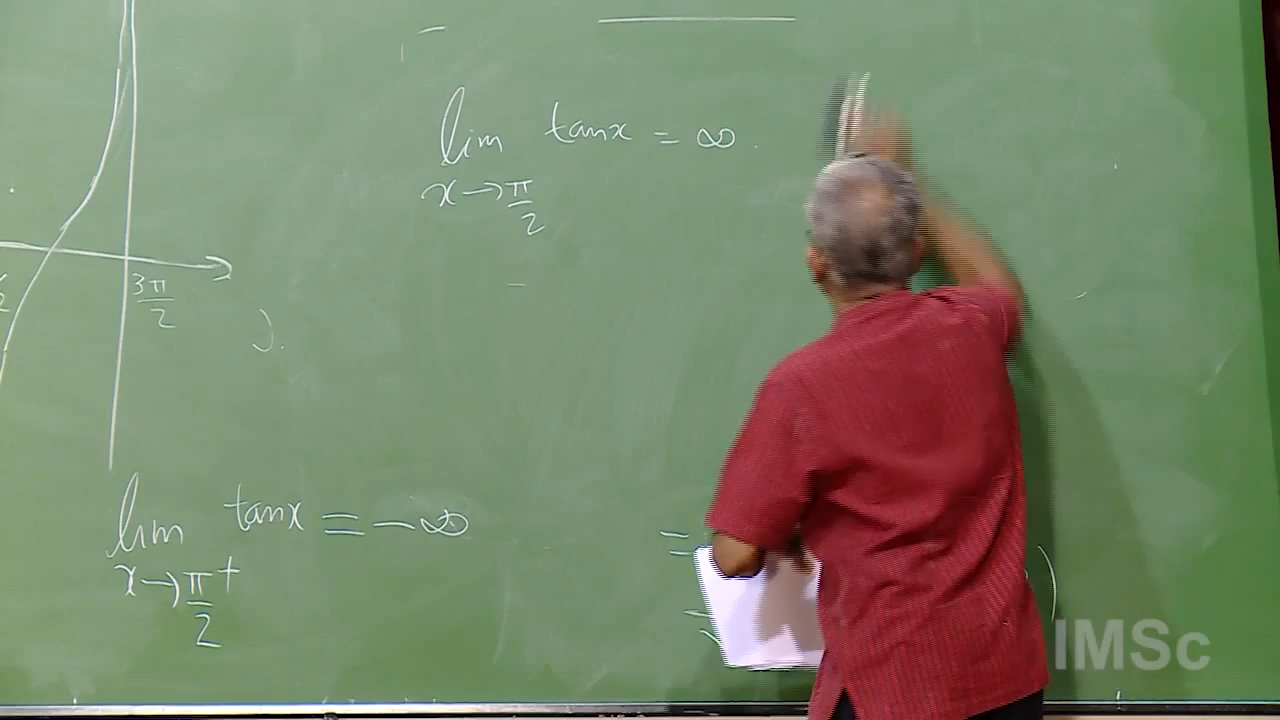 lim tanx = ∞.
x→π/2
3π/2
lim tanx = −∞
x→π/2+
=
)
IMSc